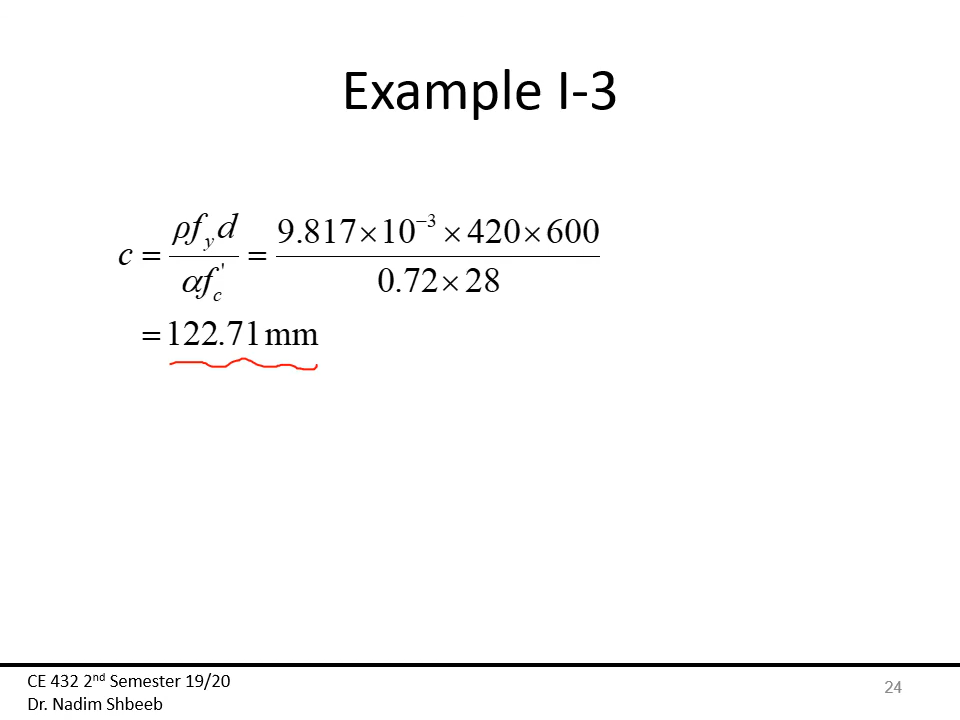 Example I-3
c = ρf_y d / αf_c' = 9.817×10⁻³ ×420×600 / 0.72×28
= 122.71 mm
CE 432 2nd Semester 19/20
Dr. Nadim Shbeeb
24